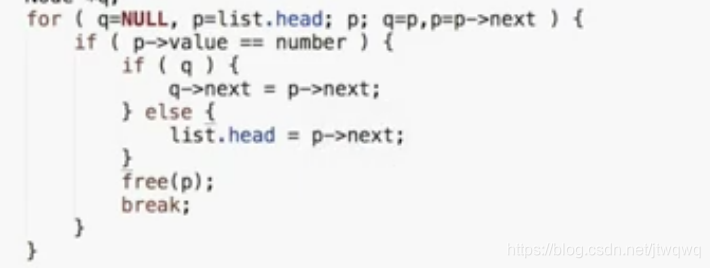 for ( q=NULL, p=list.head; p; q=p,p=p->next ) {
    if ( p->value == number ) {
        if ( q ) {
            q->next = p->next;
        } else {
            list.head = p->next;
        }
        free(p);
        break;
    }
}
https://blog.csdn.net/jtwqwq